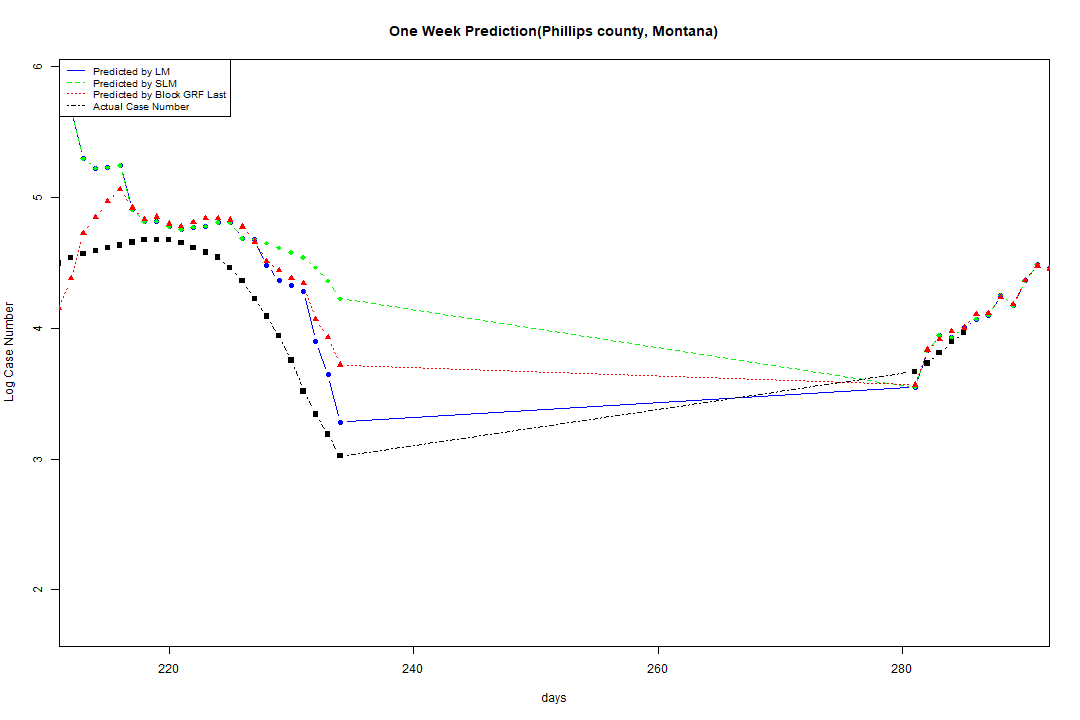 One Week Prediction(Phillips county, Montana)
Predicted by LM
Predicted by SLM
Predicted by Block GRF Last
Actual Case Number
6
5
4
3
2
Log Case Number
220
240
260
280
days